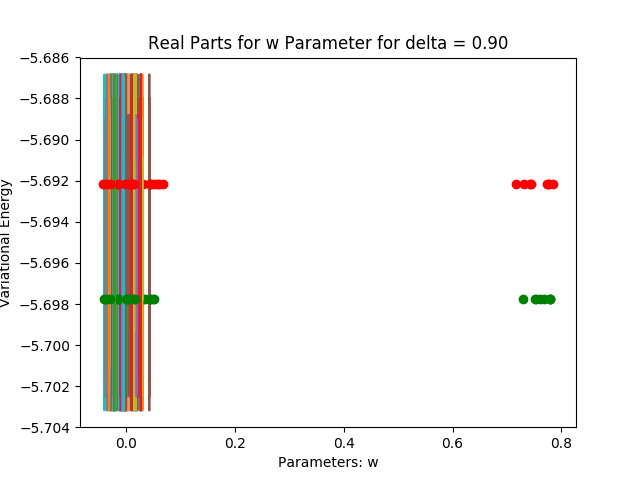 Real Parts for w Parameter for delta = 0.90
Variational Energy
−5.686
−5.688
−5.690
−5.692
−5.694
−5.696
−5.698
−5.700
−5.702
−5.704
0.0 0.2 0.4 0.6 0.8
Parameters: w